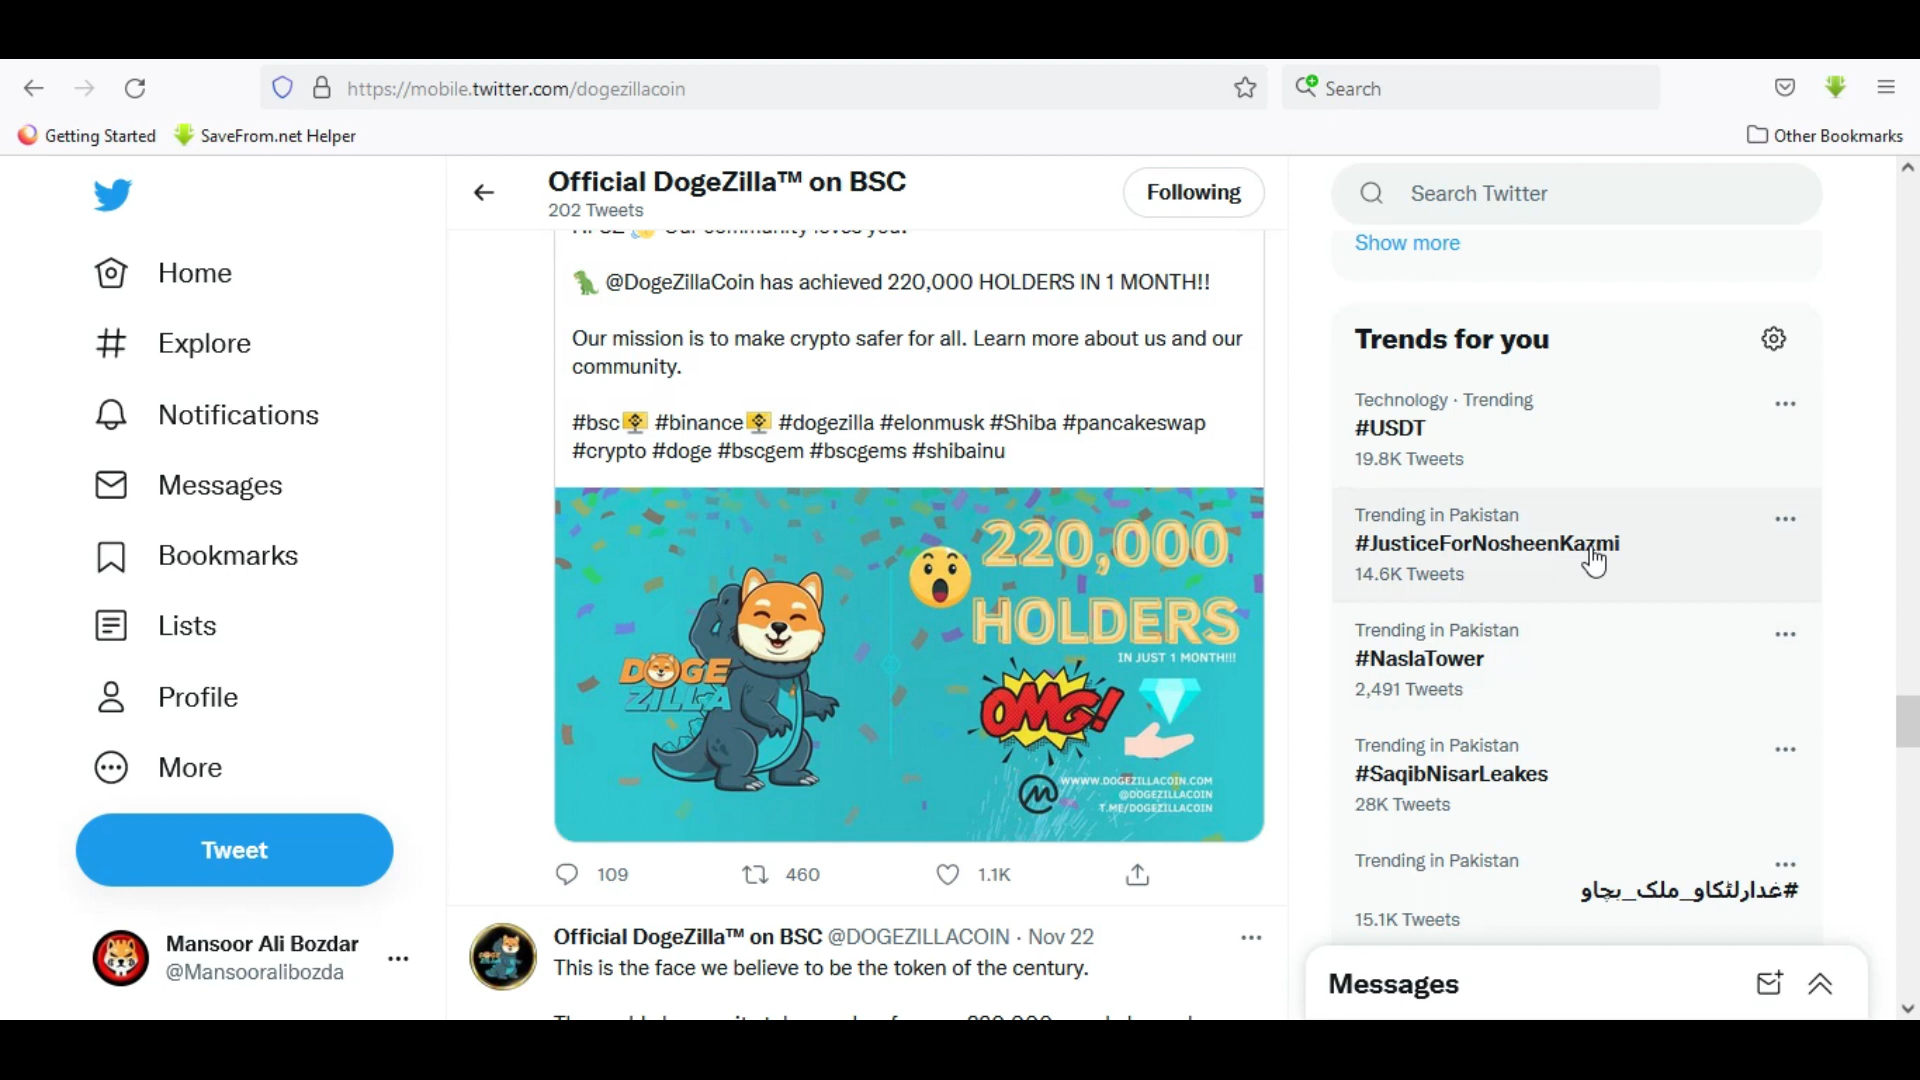 https://mobile.twitter.com/dogezillacoin
Search
Getting Started
SaveFrom.net Helper
Other Bookmarks
Home
Explore
Notifications
Messages
Bookmarks
Lists
Profile
More
Tweet
Mansoor Ali Bozdar
@Mansooralibozda
Official DogeZilla™ on BSC
202 Tweets
Following
@DogeZillaCoin has achieved 220,000 HOLDERS IN 1 MONTH!!
Our mission is to make crypto safer for all. Learn more about us and our
community.
#bsc #binance #dogezilla #elonmusk #Shiba #pancakeswap
#crypto #doge #bscgem #bscgems #shibainu
DOGE
ZILLA
220,000
HOLDERS
IN JUST 1 MONTH!!!
OMG!
WWW.DOGEZILLACOIN.COM
@DOGEZILLACOIN
T.ME/DOGEZILLACOIN
109 460 1.1K
Official DogeZilla™ on BSC @DOGEZILLACOIN · Nov 22
This is the face we believe to be the token of the century.
Search Twitter
Show more
Trends for you
Technology · Trending
#USDT
19.8K Tweets
Trending in Pakistan
#JusticeForNosheenKazmi
14.6K Tweets
Trending in Pakistan
#NaslaTower
2,491 Tweets
Trending in Pakistan
#SaqibNisarLeakes
28K Tweets
Trending in Pakistan
#غدارلٹکاو_ملک_بچاو
15.1K Tweets
Messages